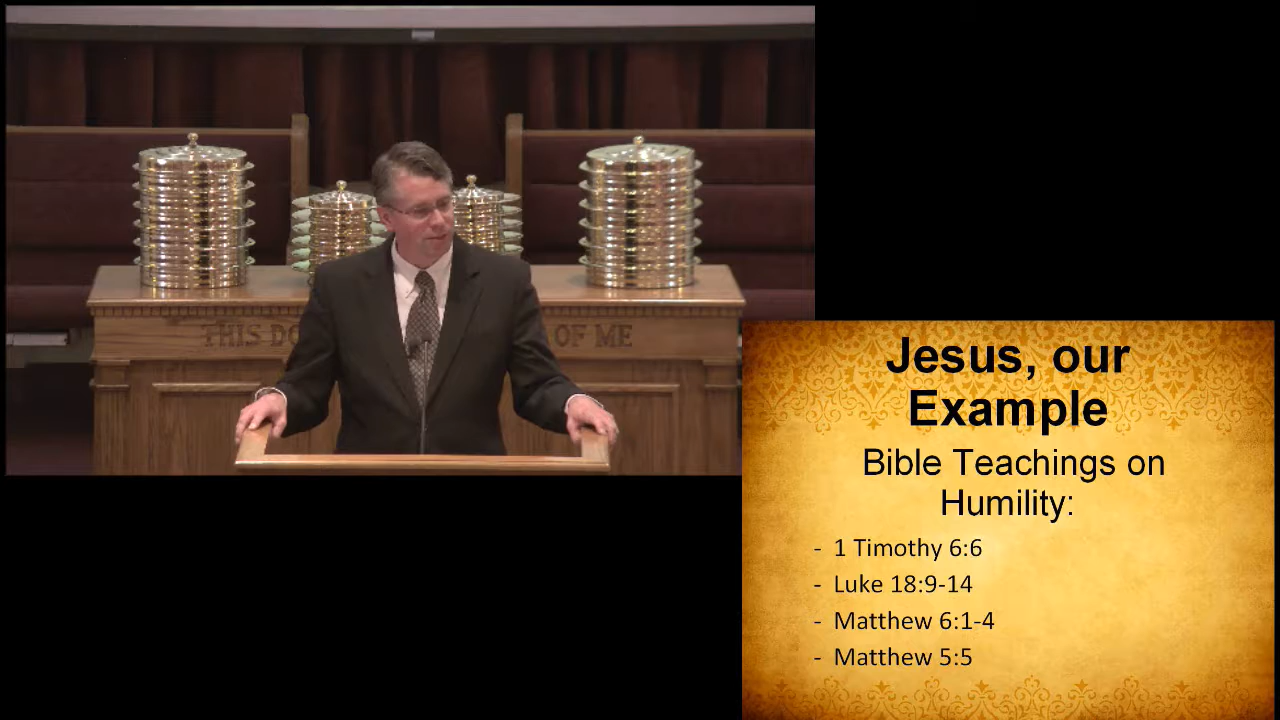 THIS DO
OF ME
Jesus, our
Example
Bible Teachings on
Humility:
- 1 Timothy 6:6
- Luke 18:9-14
- Matthew 6:1-4
- Matthew 5:5